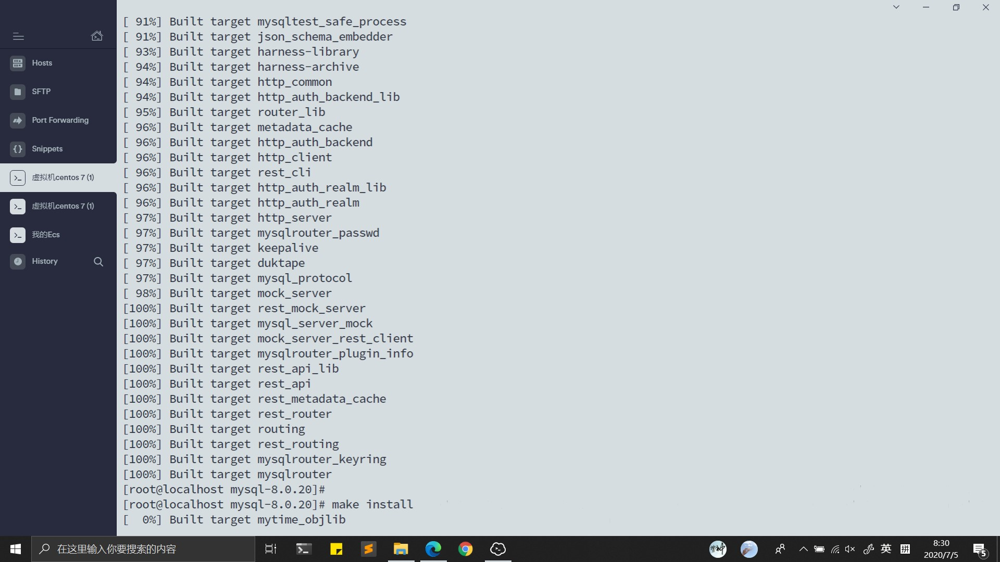 Hosts
SFTP
Port Forwarding
Snippets
虚拟机centos 7 (1)
虚拟机centos 7 (1)
我的Ecs
History
[ 91%] Built target mysqltest_safe_process
[ 91%] Built target json_schema_embedder
[ 93%] Built target harness-library
[ 94%] Built target harness-archive
[ 94%] Built target http_common
[ 94%] Built target http_auth_backend_lib
[ 95%] Built target router_lib
[ 96%] Built target metadata_cache
[ 96%] Built target http_auth_backend
[ 96%] Built target http_client
[ 96%] Built target rest_cli
[ 96%] Built target http_auth_realm_lib
[ 96%] Built target http_auth_realm
[ 97%] Built target http_server
[ 97%] Built target mysqlrouter_passwd
[ 97%] Built target keepalive
[ 97%] Built target duktape
[ 97%] Built target mysql_protocol
[ 98%] Built target mock_server
[100%] Built target rest_mock_server
[100%] Built target mysql_server_mock
[100%] Built target mock_server_rest_client
[100%] Built target mysqlrouter_plugin_info
[100%] Built target rest_api_lib
[100%] Built target rest_api
[100%] Built target rest_metadata_cache
[100%] Built target rest_router
[100%] Built target routing
[100%] Built target rest_routing
[100%] Built target mysqlrouter_keyring
[100%] Built target mysqlrouter
[root@localhost mysql-8.0.20]#
[root@localhost mysql-8.0.20]# make install
[  0%] Built target mytime_objlib
在这里输入你要搜索的内容
英
拼
8:30
2020/7/5
5